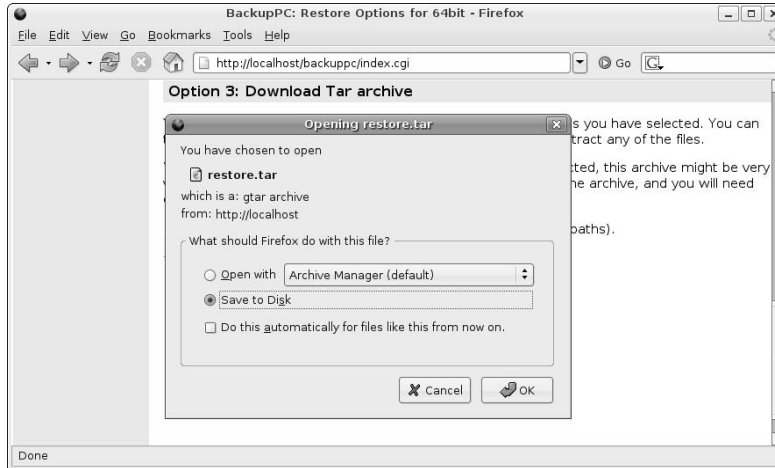 BackupPC: Restore Options for 64bit - Firefox
File Edit View Go Bookmarks Tools Help
http://localhost/backuppc/index.cgi Go G
Option 3: Download Tar archive
s you have selected. You can
tract any of the files.
ted, this archive might be very
he archive, and you will need
paths).
Opening restore.tar
You have chosen to open
restore.tar
which is a: gtar archive
from: http://localhost
What should Firefox do with this file?
Open with Archive Manager (default)
Save to Disk
Do this automatically for files like this from now on.
Cancel OK
Done